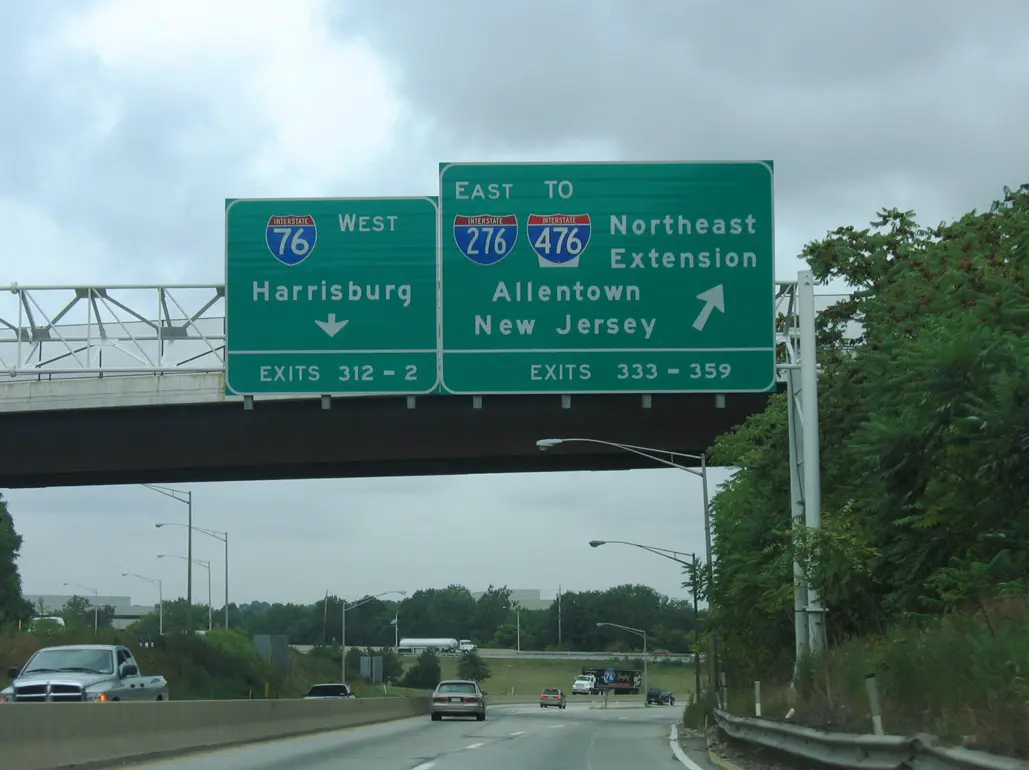 INTERSTATE
76
WEST
Harrisburg
EXITS 312 - 2
EAST TO
INTERSTATE
276
INTERSTATE
476
Northeast
Extension
Allentown
New Jersey
EXITS 333 - 359
76